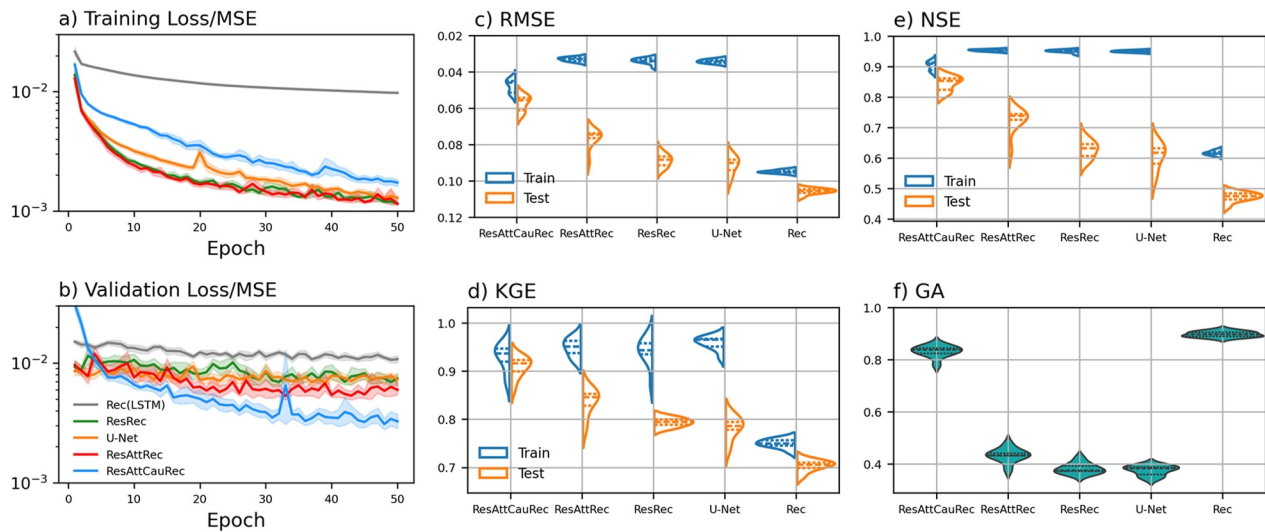 a) Training Loss/MSE
10⁻²
10⁻³
0 10 20 30 40 50
Epoch
b) Validation Loss/MSE
10⁻²
10⁻³
Rec(LSTM)
ResRec
U-Net
ResAttRec
ResAttCauRec
0 10 20 30 40 50
Epoch
c) RMSE
0.02
0.04
0.06
0.08
0.10
0.12
Train
Test
ResAttCauRec ResAttRec ResRec U-Net Rec
d) KGE
1.0
0.9
0.8
0.7
Train
Test
ResAttCauRec ResAttRec ResRec U-Net Rec
e) NSE
1.0
0.9
0.8
0.7
0.6
0.5
0.4
Train
Test
ResAttCauRec ResAttRec ResRec U-Net Rec
f) GA
1.0
0.8
0.6
0.4
ResAttCauRec ResAttRec ResRec U-Net Rec